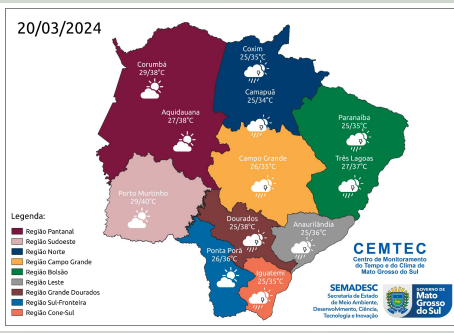 20/03/2024
Corumbá
29/38°C
Aquidauana
27/38°C
Coxim
25/35°C
Camapuã
25/34°C
Paranaíba
25/35°C
Três Lagoas
27/37°C
Campo Grande
26/35°C
Porto Murtinho
29/40°C
Dourados
25/38°C
Anaurilândia
25/36°C
Ponta Porã
26/36°C
Iguatemi
25/35°C
Legenda:
Região Pantanal
Região Sudoeste
Região Norte
Região Campo Grande
Região Bolsão
Região Leste
Região Grande Dourados
Região Sul-Fronteira
Região Cone-Sul
CEMTEC
Centro de Monitoramento
do Tempo e do Clima de
Mato Grosso do Sul
SEMADESC
Secretaria de Estado
de Meio Ambiente,
Desenvolvimento, Ciência,
Tecnologia e Inovação
GOVERNO DE
Mato
Grosso
do Sul